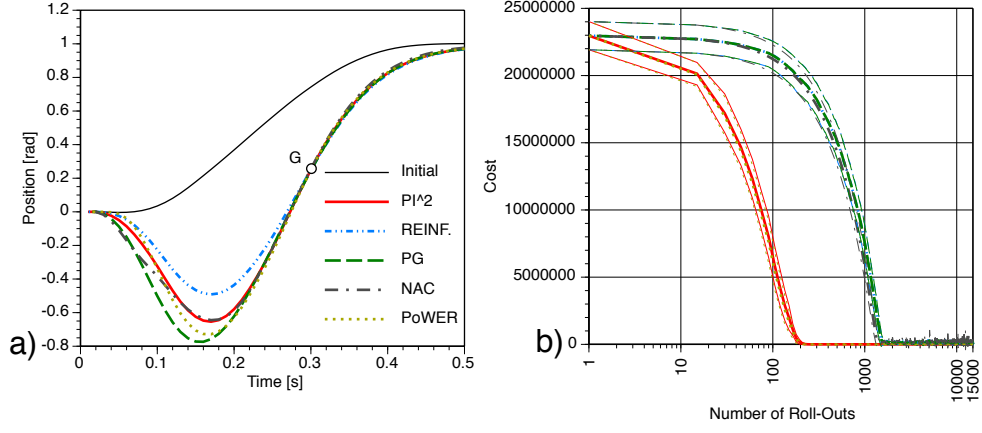 a)
Position [rad]
1.2
1
0.8
0.6
0.4
0.2
0
-0.2
-0.4
-0.6
-0.8
0
0.1
0.2
0.3
0.4
0.5
Time [s]
G
Initial
PI^2
REINF.
PG
NAC
PoWER
b)
Cost
25000000
20000000
15000000
10000000
5000000
0
1
10
100
1000
10000
15000
Number of Roll-Outs